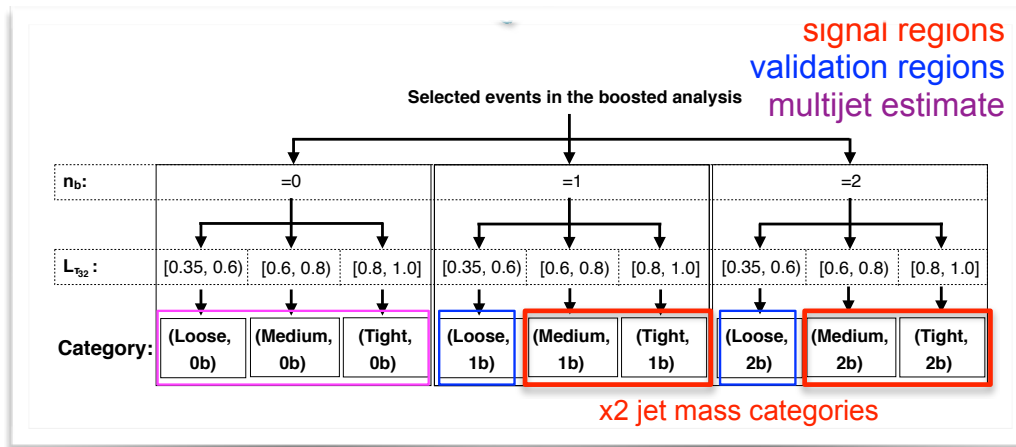 signal regions
validation regions
multijet estimate
Selected events in the boosted analysis
n_b: =0 =1 =2
L_τ32 : [0.35, 0.6) [0.6, 0.8) [0.8, 1.0] [0.35, 0.6) [0.6, 0.8) [0.8, 1.0] [0.35, 0.6) [0.6, 0.8) [0.8, 1.0]
Category: (Loose, 0b) (Medium, 0b) (Tight, 0b) (Loose, 1b) (Medium, 1b) (Tight, 1b) (Loose, 2b) (Medium, 2b) (Tight, 2b)
x2 jet mass categories